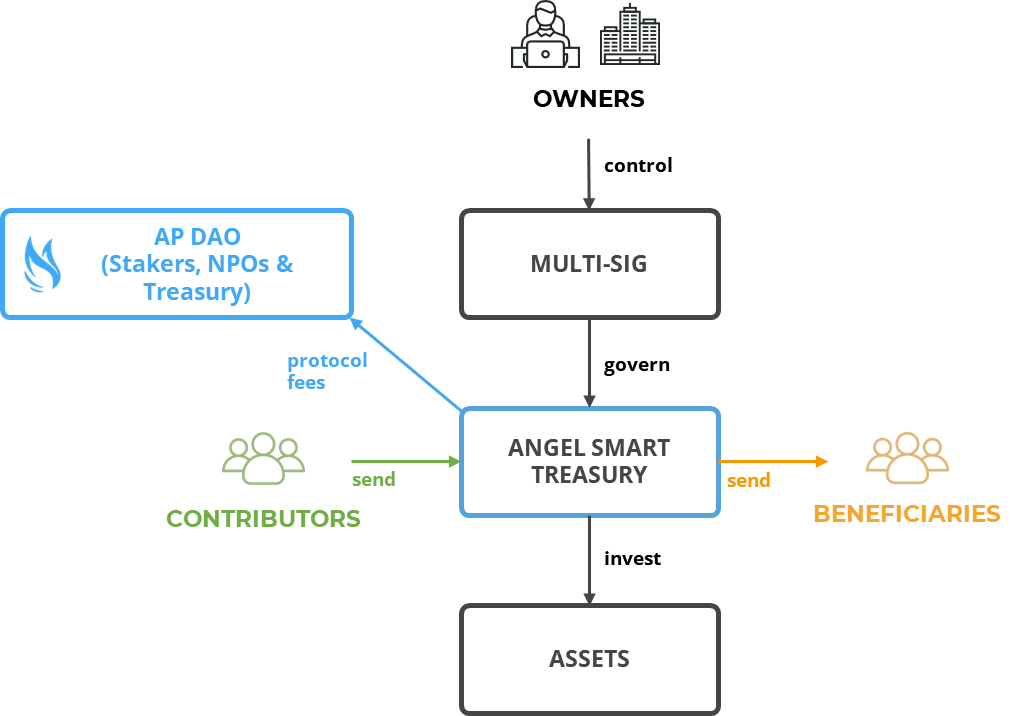 OWNERS
control
AP DAO
(Stakers, NPOs &
Treasury)
MULTI-SIG
protocol
fees
govern
ANGEL SMART
TREASURY
send
send
CONTRIBUTORS
BENEFICIARIES
invest
ASSETS